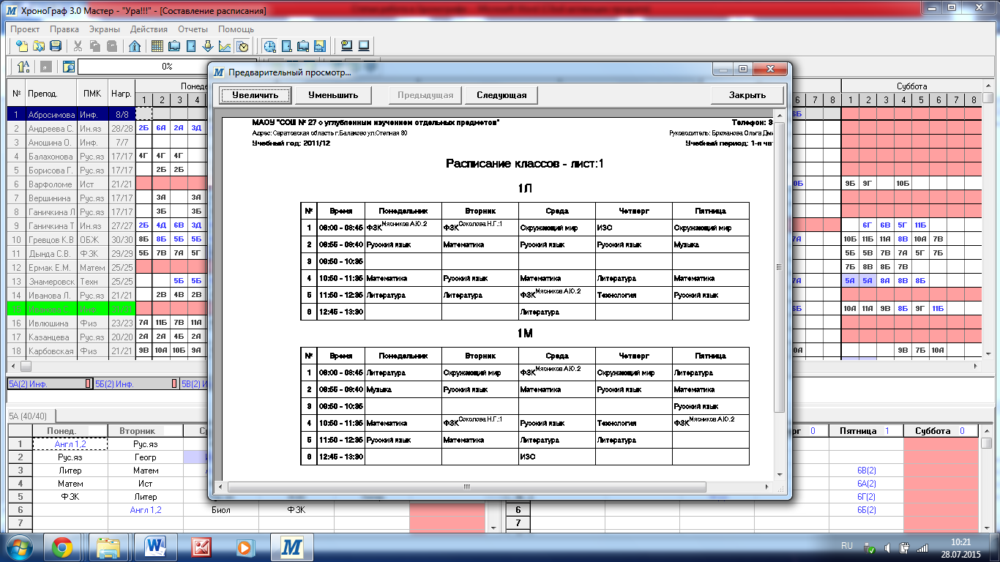 ХроноГраф 3.0 Мастер - "Ура!!!" - [Составление расписания]
Проект Правка Экраны Действия Отчеты Помощь
0%
Предварительный просмотр...
Увеличить Уменьшить Предыдущая Следующая Закрыть
МАОУ "СОШ № 27 с углубленным изучением отдельных предметов" Телефон: 8
Адрес: Саратовская область г.Балаково ул.Степная 80 Руководитель: Брюханова Ольга Дми
Учебный год: 2011/12 Учебный период: 1-я че
Расписание классов - лист:1
1Л
№ Время Понедельник Вторник Среда Четверг Пятница
1 08:00 - 08:45 ФЗК Мясников А.Ю.:2 ФЗК Соколова Н.Г.:1 Окружающий мир ИЗО Окружающий мир
2 08:55 - 09:40 Русский язык Математика Русский язык Русский язык Музыка
3 09:50 - 10:35
4 10:50 - 11:35 Математика Русский язык Математика Литература Математика
5 11:50 - 12:35 Литература Литература ФЗК Мясников А.Ю.:2 Технология Русский язык
6 12:45 - 13:30 Литература
1М
№ Время Понедельник Вторник Среда Четверг Пятница
1 08:00 - 08:45 Литература Окружающий мир ФЗК Мясников А.Ю.:2 Окружающий мир Литература
2 08:55 - 09:40 Музыка Русский язык Математика Русский язык Математика
3 09:50 - 10:35 Русский язык
4 10:50 - 11:35 Математика ФЗК Соколова Н.Г.:1 Русский язык Технология ФЗК Мясников А.Ю.:2
5 11:50 - 12:35 Русский язык Математика Литература Литература
6 12:45 - 13:30 ИЗО
№ Препод. ПМК Нагр. Понеде
1 2 3 4
1 Абросимова Инф. 8/8
2 Андреева С. Ин.яз 28/28 2Б 6А 2А 3Д
3 Аношина О. Инф. 7/7
4 Балахонова Рус.яз 17/17 4Г 4Г 4Г
5 Борисова Г. Рус.яз 17/17 2Б 2Б
6 Варфоломе Ист 21/21
7 Вершинина Рус.яз 17/17 3А 3А
8 Ганичкина Л Рус.яз 17/17 3Б 3Б
9 Ганичкина Т Ин.яз 27/27 2Б 4Д 6В 3Д
10 Гревцов К.В ОБЖ 30/30 8Б 8Б 5Б 5Б
11 Дында С.В. ФЗК 29/29 5Б 7В 7А 5Г
12 Ермак Е.М. Матем 25/25
13 Знамеровск Техн 25/25 5Б 5Б
14 Иванова Л. Рус.яз 21/21 2В 4В 2В
15 Иванова С. Инф. 31/31
16 Ивлюшина Физ 23/23 7А 11Б 7В 11А
17 Казанцева Рус.яз 20/20 2А 2А 4Б 2А
18 Карбовская Физ 21/21 9В 10А 10Б 9А
Суббота
6 7 8 1 2 3 4 5 6 7 8
6Б
0Б 9Б 9Г 10Б
6Г 6В 5Г 11Б
7А 10Б 11Б 11А 8В 10А 7В
5Б 5В 7В 7А 5Г 7Б
7Б 8В 8Б 7В
7А 5А 5А 8А 8В 8Б
6Б 10А 11А 9В 8Б 9Г 11Б
0А 9В 7Б 10А
5А(2) Инф. 5Б(2) Инф. 5В(2) И
5А (40/40)
Понед. Вторник Ср
1 Англ 1,2 Рус.яз
2 Рус.яз Геогр
3 Литер Матем
4 Матем Ист
5 ФЗК Литер
6 Англ 1,2 Биол ФЗК
7
рг 0 Пятница 1 Суббота 0
6В(2)
6А(2)
6Г(2)
6 6Б(2)
7
RU
10:21
28.07.2015